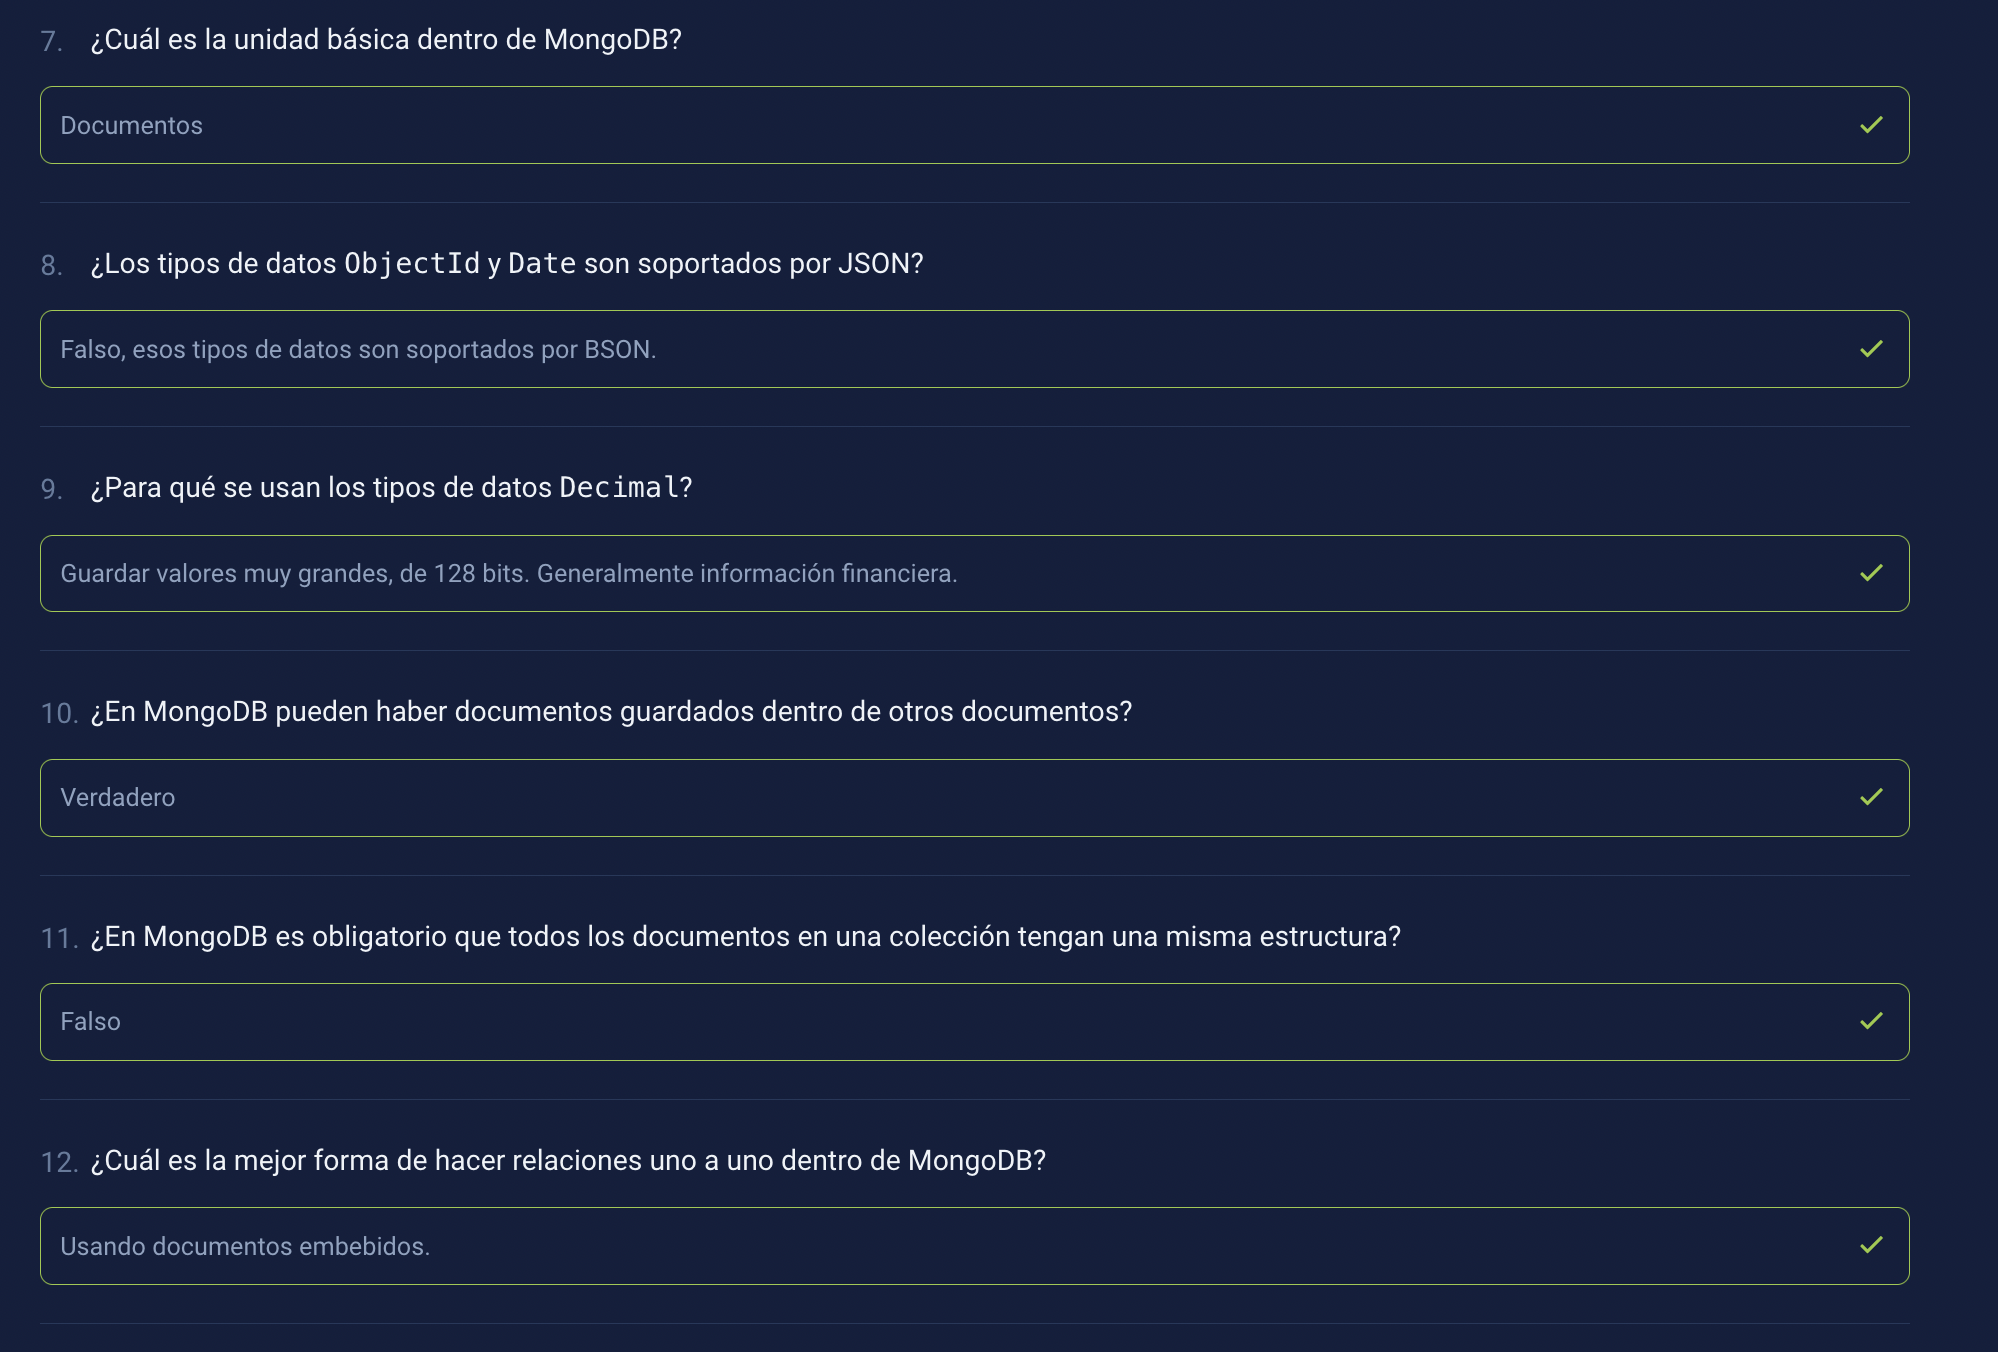 7. ¿Cuál es la unidad básica dentro de MongoDB?
Documentos
8. ¿Los tipos de datos ObjectId y Date son soportados por JSON?
Falso, esos tipos de datos son soportados por BSON.
9. ¿Para qué se usan los tipos de datos Decimal?
Guardar valores muy grandes, de 128 bits. Generalmente información financiera.
10. ¿En MongoDB pueden haber documentos guardados dentro de otros documentos?
Verdadero
11. ¿En MongoDB es obligatorio que todos los documentos en una colección tengan una misma estructura?
Falso
12. ¿Cuál es la mejor forma de hacer relaciones uno a uno dentro de MongoDB?
Usando documentos embebidos.